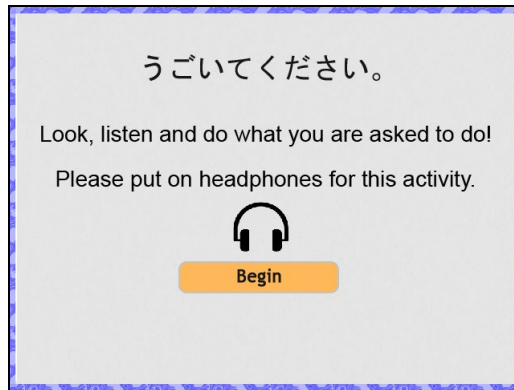 うごいてください。
Look, listen and do what you are asked to do!
Please put on headphones for this activity.
Begin